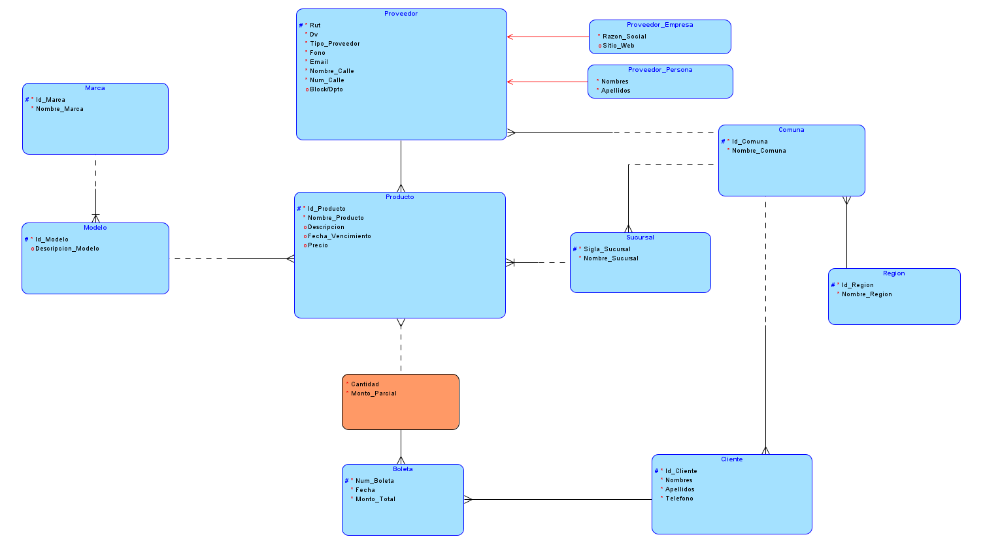 Proveedor
# * Rut
* Dv
* Tipo_Proveedor
* Fono
* Email
* Nombre_Calle
* Num_Calle
o Block/Dpto
Proveedor_Empresa
* Razon_Social
o Sitio_Web
Proveedor_Persona
* Nombres
* Apellidos
Marca
# * Id_Marca
* Nombre_Marca
Comuna
# * Id_Comuna
* Nombre_Comuna
Producto
# * Id_Producto
* Nombre_Producto
o Descripcion
o Fecha_Vencimiento
o Precio
Modelo
# * Id_Modelo
o Descripcion_Modelo
Sucursal
# * Sigla_Sucursal
* Nombre_Sucursal
Region
# * Id_Region
* Nombre_Region
* Cantidad
* Monto_Parcial
Boleta
# * Num_Boleta
* Fecha
* Monto_Total
Cliente
# * Id_Cliente
* Nombres
* Apellidos
* Telefono